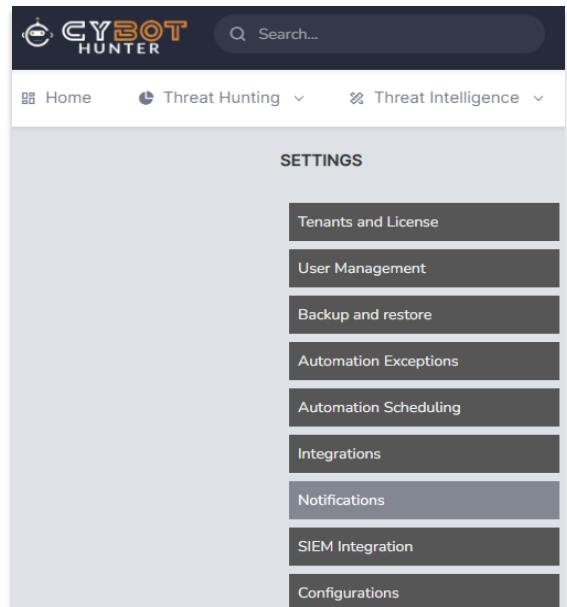 CYBOT
HUNTER
Search...
Home
Threat Hunting
Threat Intelligence
SETTINGS
Tenants and License
User Management
Backup and restore
Automation Exceptions
Automation Scheduling
Integrations
Notifications
SIEM Integration
Configurations